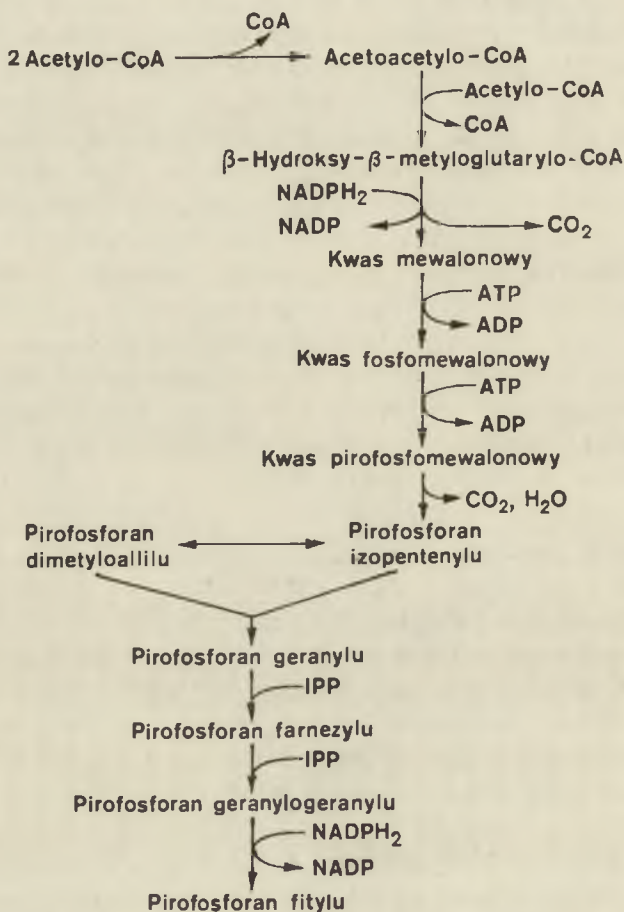 CoA
2 Acetylo-CoA
Acetoacetylo-CoA
Acetylo-CoA
CoA
β-Hydroksy-β-metyloglutarylo-CoA
NADPH₂
NADP
CO₂
Kwas mewalonowy
ATP
ADP
Kwas fosfomewalonowy
ATP
ADP
Kwas pirofosfomewalonowy
CO₂, H₂O
Pirofosforan
dimetyloallilu
Pirofosforan
izopentenylu
Pirofosforan geranylu
IPP
Pirofosforan farnezylu
IPP
Pirofosforan geranylogeranylu
NADPH₂
NADP
Pirofosforan fitylu